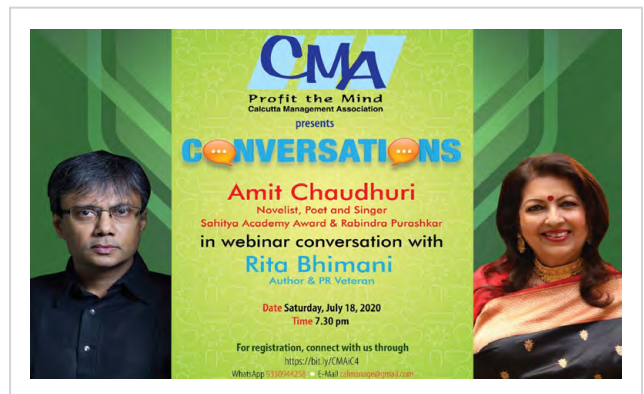 CMA
Profit the Mind
Calcutta Management Association
presents
CONVERSATIONS
Amit Chaudhuri
Novelist, Poet and Singer
Sahitya Academy Award & Rabindra Purashkar
in webinar conversation with
Rita Bhimani
Author & PR Veteran
Date Saturday, July 18, 2020
Time 7.30 pm
For registration, connect with us through
https://bit.ly/CMAiC4
WhatsApp E-Mail calmanage@gmail.com